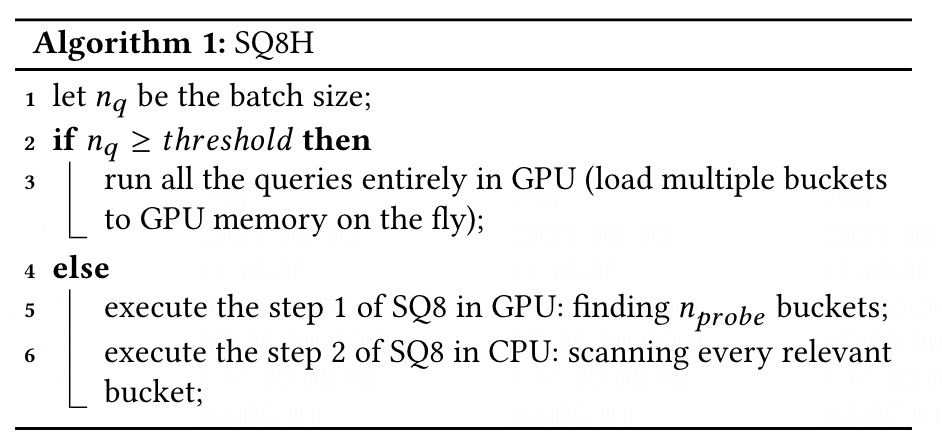 Algorithm 1: SQ8H
1 let n_q be the batch size;
2 if n_q ≥ threshold then
3 run all the queries entirely in GPU (load multiple buckets
to GPU memory on the fly);
4 else
5 execute the step 1 of SQ8 in GPU: finding n_probe buckets;
6 execute the step 2 of SQ8 in CPU: scanning every relevant
bucket;